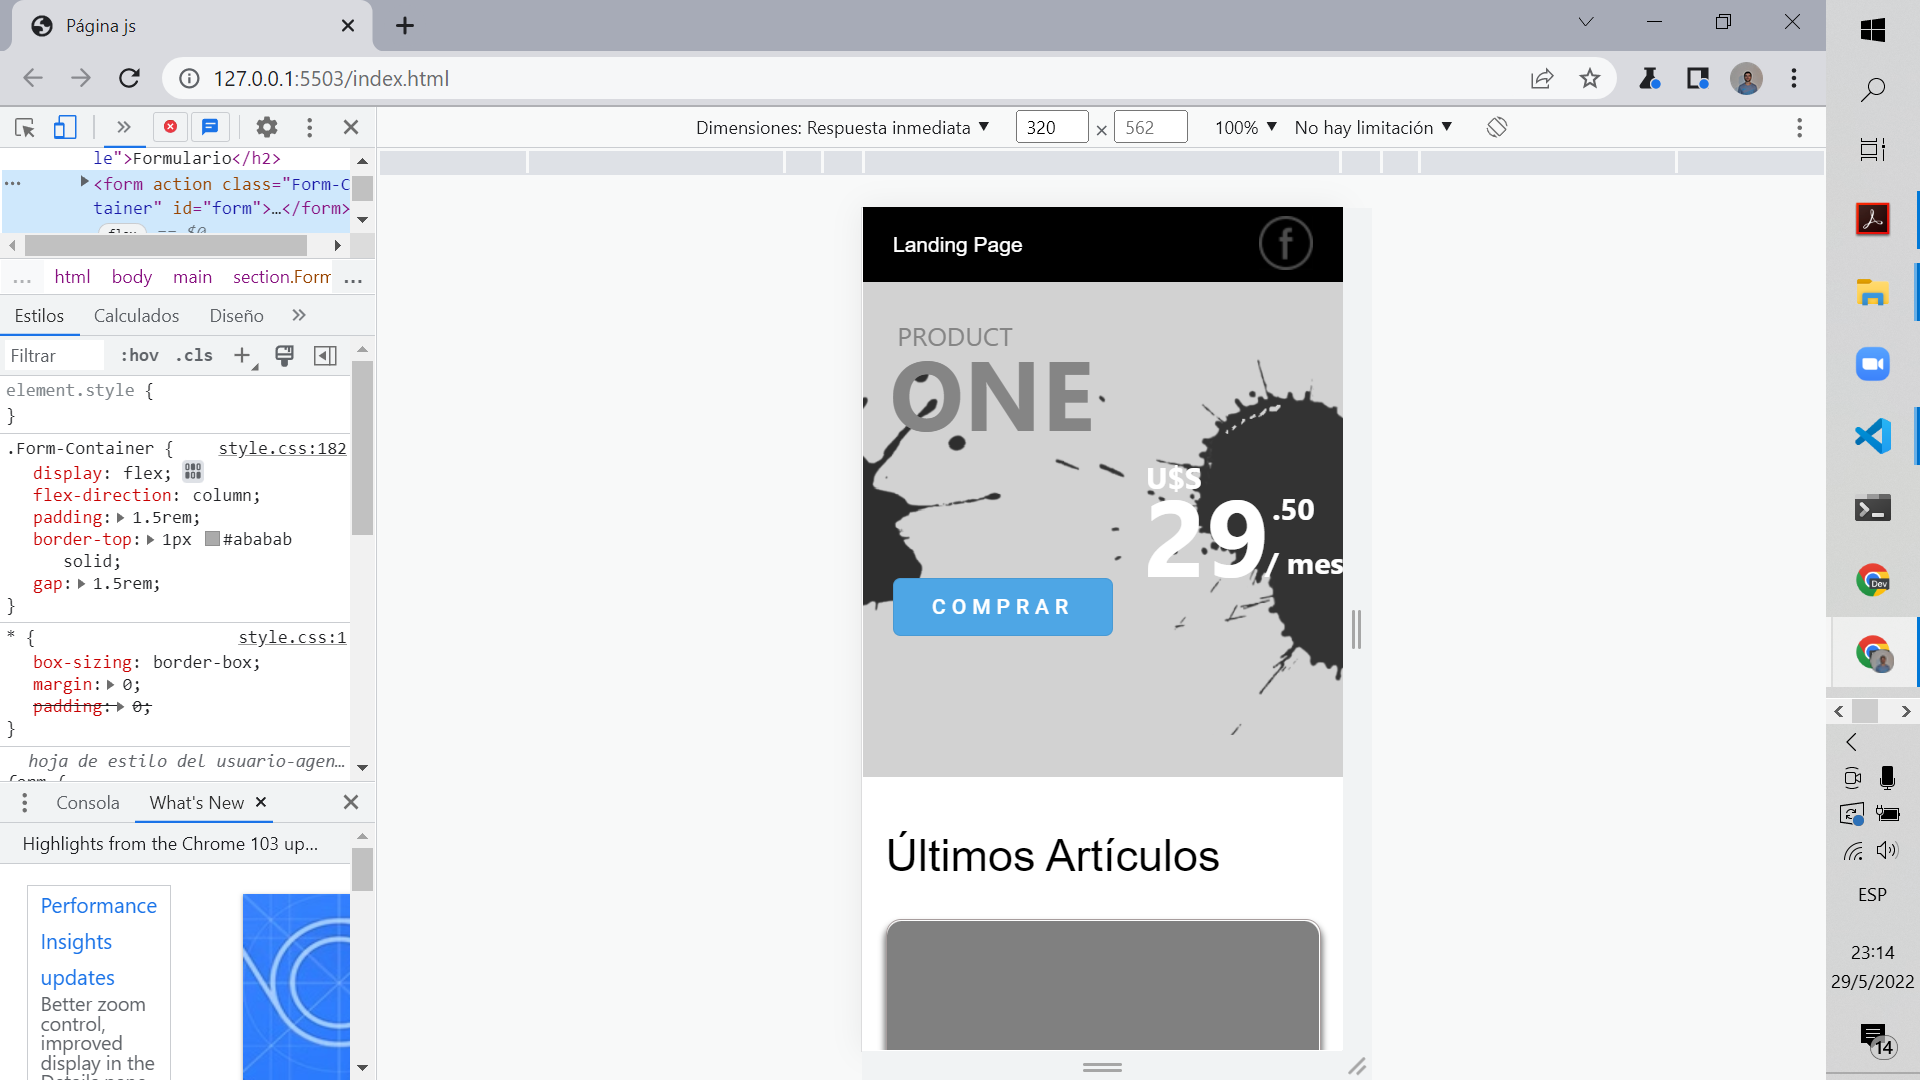 Página js
127.0.0.1:5503/index.html
le">Formulario</h2>
<form action class="Form-C
tainer" id="form">…</form>
== $0
... html body main section.Form ...
Estilos Calculados Diseño
Filtrar :hov .cls
element.style {
}
.Form-Container { style.css:182
display: flex;
flex-direction: column;
padding: 1.5rem;
border-top: 1px #ababab
solid;
gap: 1.5rem;
}
* { style.css:1
box-sizing: border-box;
margin: 0;
padding: 0;
}
hoja de estilo del usuario-agen…
form {
Consola What's New
Highlights from the Chrome 103 up...
Performance
Insights
updates
Better zoom
control,
improved
display in the
Details pane
Dimensiones: Respuesta inmediata 320 × 562 100% No hay limitación
Landing Page
PRODUCT
ONE
U$S
29 .50
/ mes
COMPRAR
Últimos Artículos
Dev
ESP
23:14
29/5/2022
14